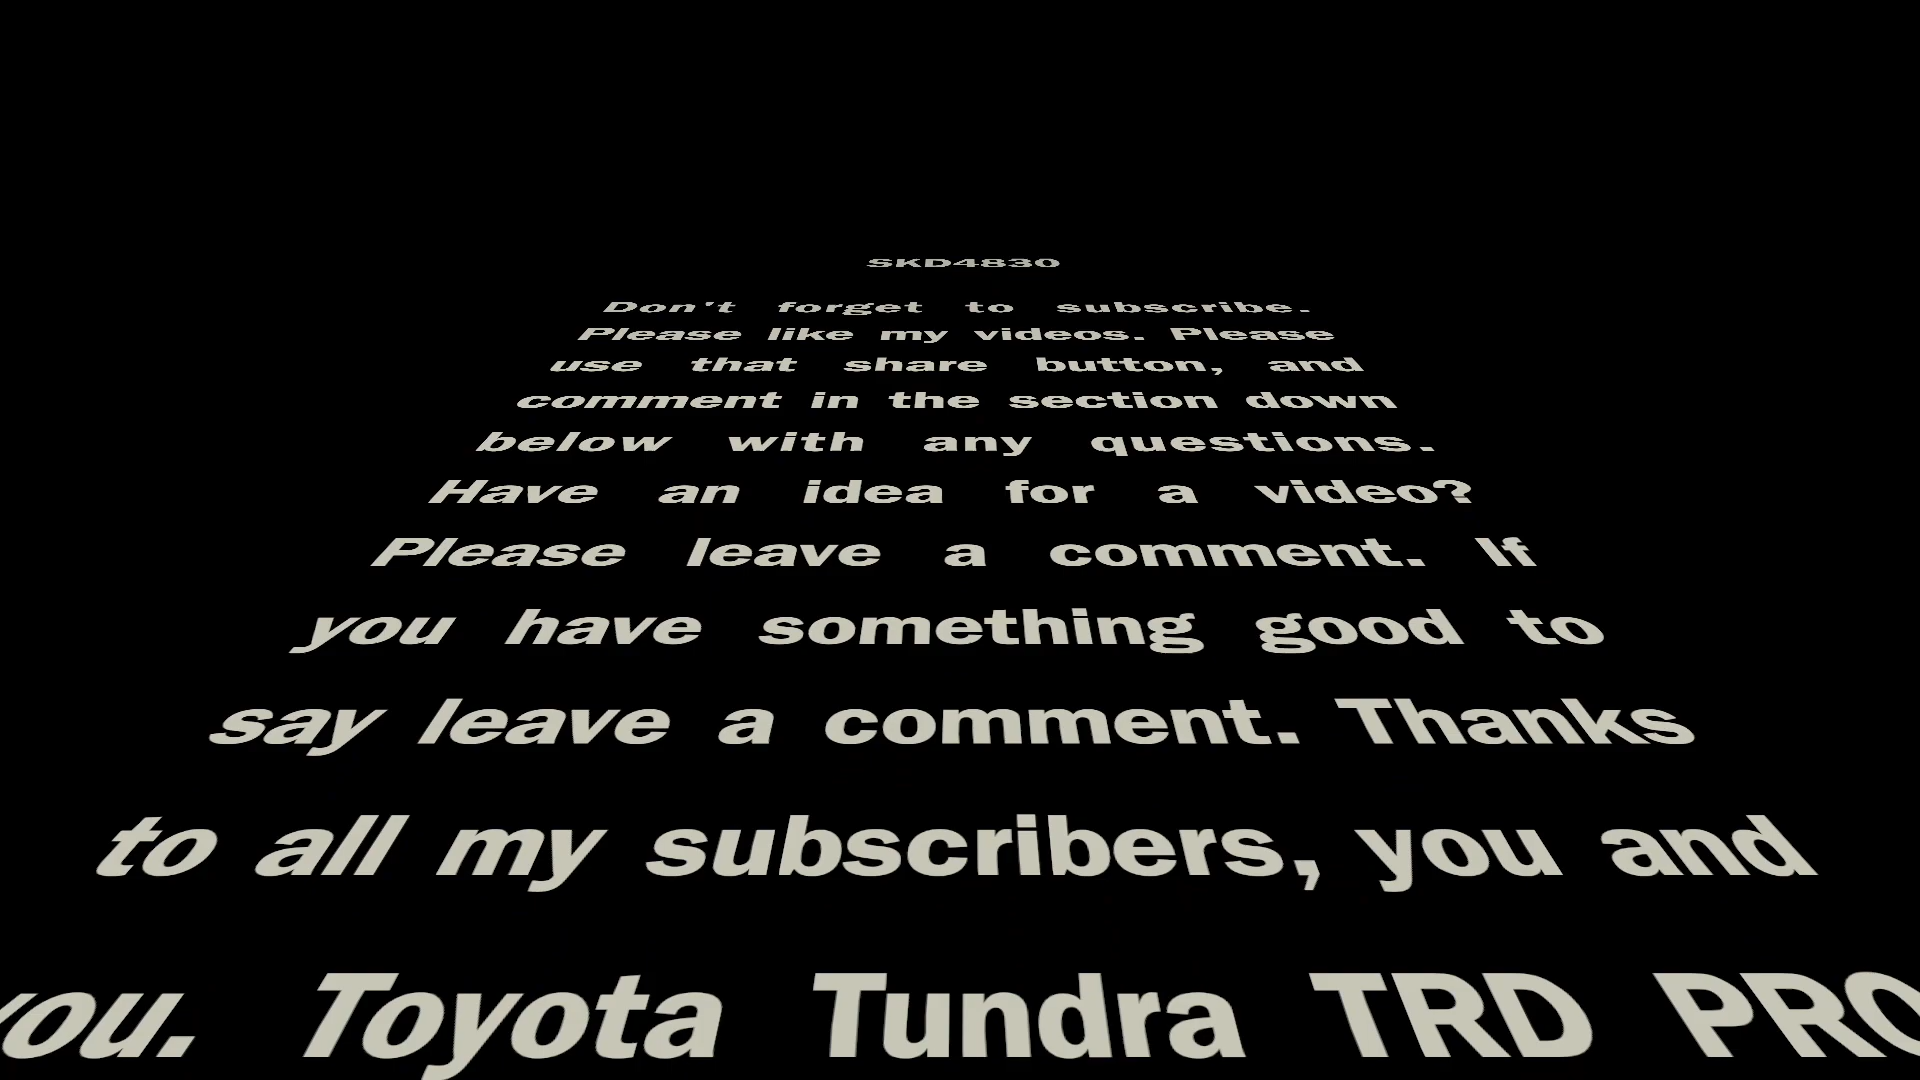 SKD4830
Don't forget to subscribe.
Please like my videos. Please
use that share button, and
comment in the section down
below with any questions.
Have an idea for a video?
Please leave a comment. If
you have something good to
say leave a comment. Thanks
to all my subscribers, you and
you. Toyota Tundra TRD PRO